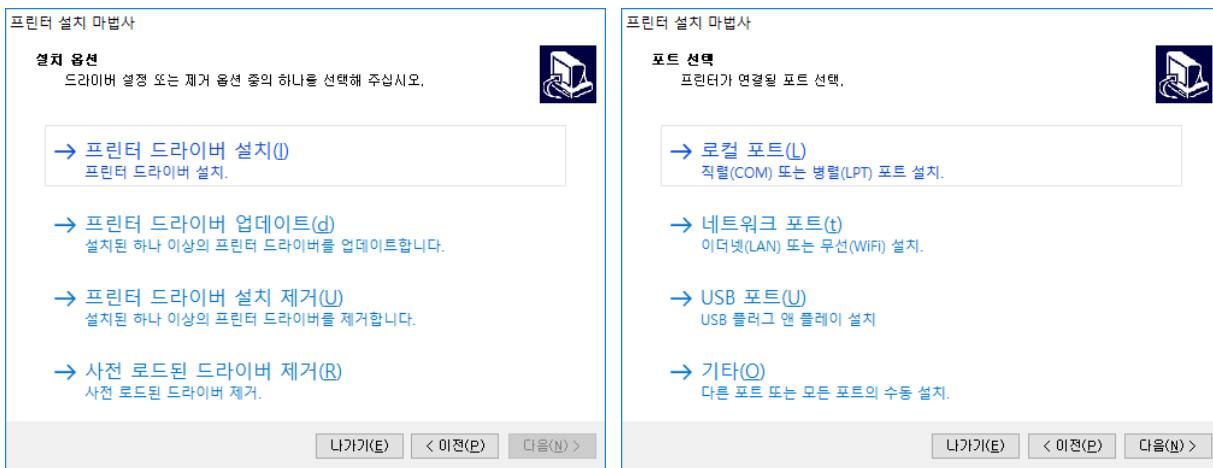 프린터 설치 마법사
설치 옵션
드라이버 설정 또는 제거 옵션 중의 하나를 선택해 주십시오.
→ 프린터 드라이버 설치(I)
프린터 드라이버 설치.
→ 프린터 드라이버 업데이트(d)
설치된 하나 이상의 프린터 드라이버를 업데이트합니다.
→ 프린터 드라이버 설치 제거(U)
설치된 하나 이상의 프린터 드라이버를 제거합니다.
→ 사전 로드된 드라이버 제거(R)
사전 로드된 드라이버 제거.
나가기(E) < 이전(P) 다음(N) >
프린터 설치 마법사
포트 선택
프린터가 연결될 포트 선택.
→ 로컬 포트(L)
직렬(COM) 또는 병렬(LPT) 포트 설치.
→ 네트워크 포트(t)
이더넷(LAN) 또는 무선(WiFi) 설치.
→ USB 포트(U)
USB 플러그 앤 플레이 설치
→ 기타(O)
다른 포트 또는 모든 포트의 수동 설치.
나가기(E) < 이전(P) 다음(N) >